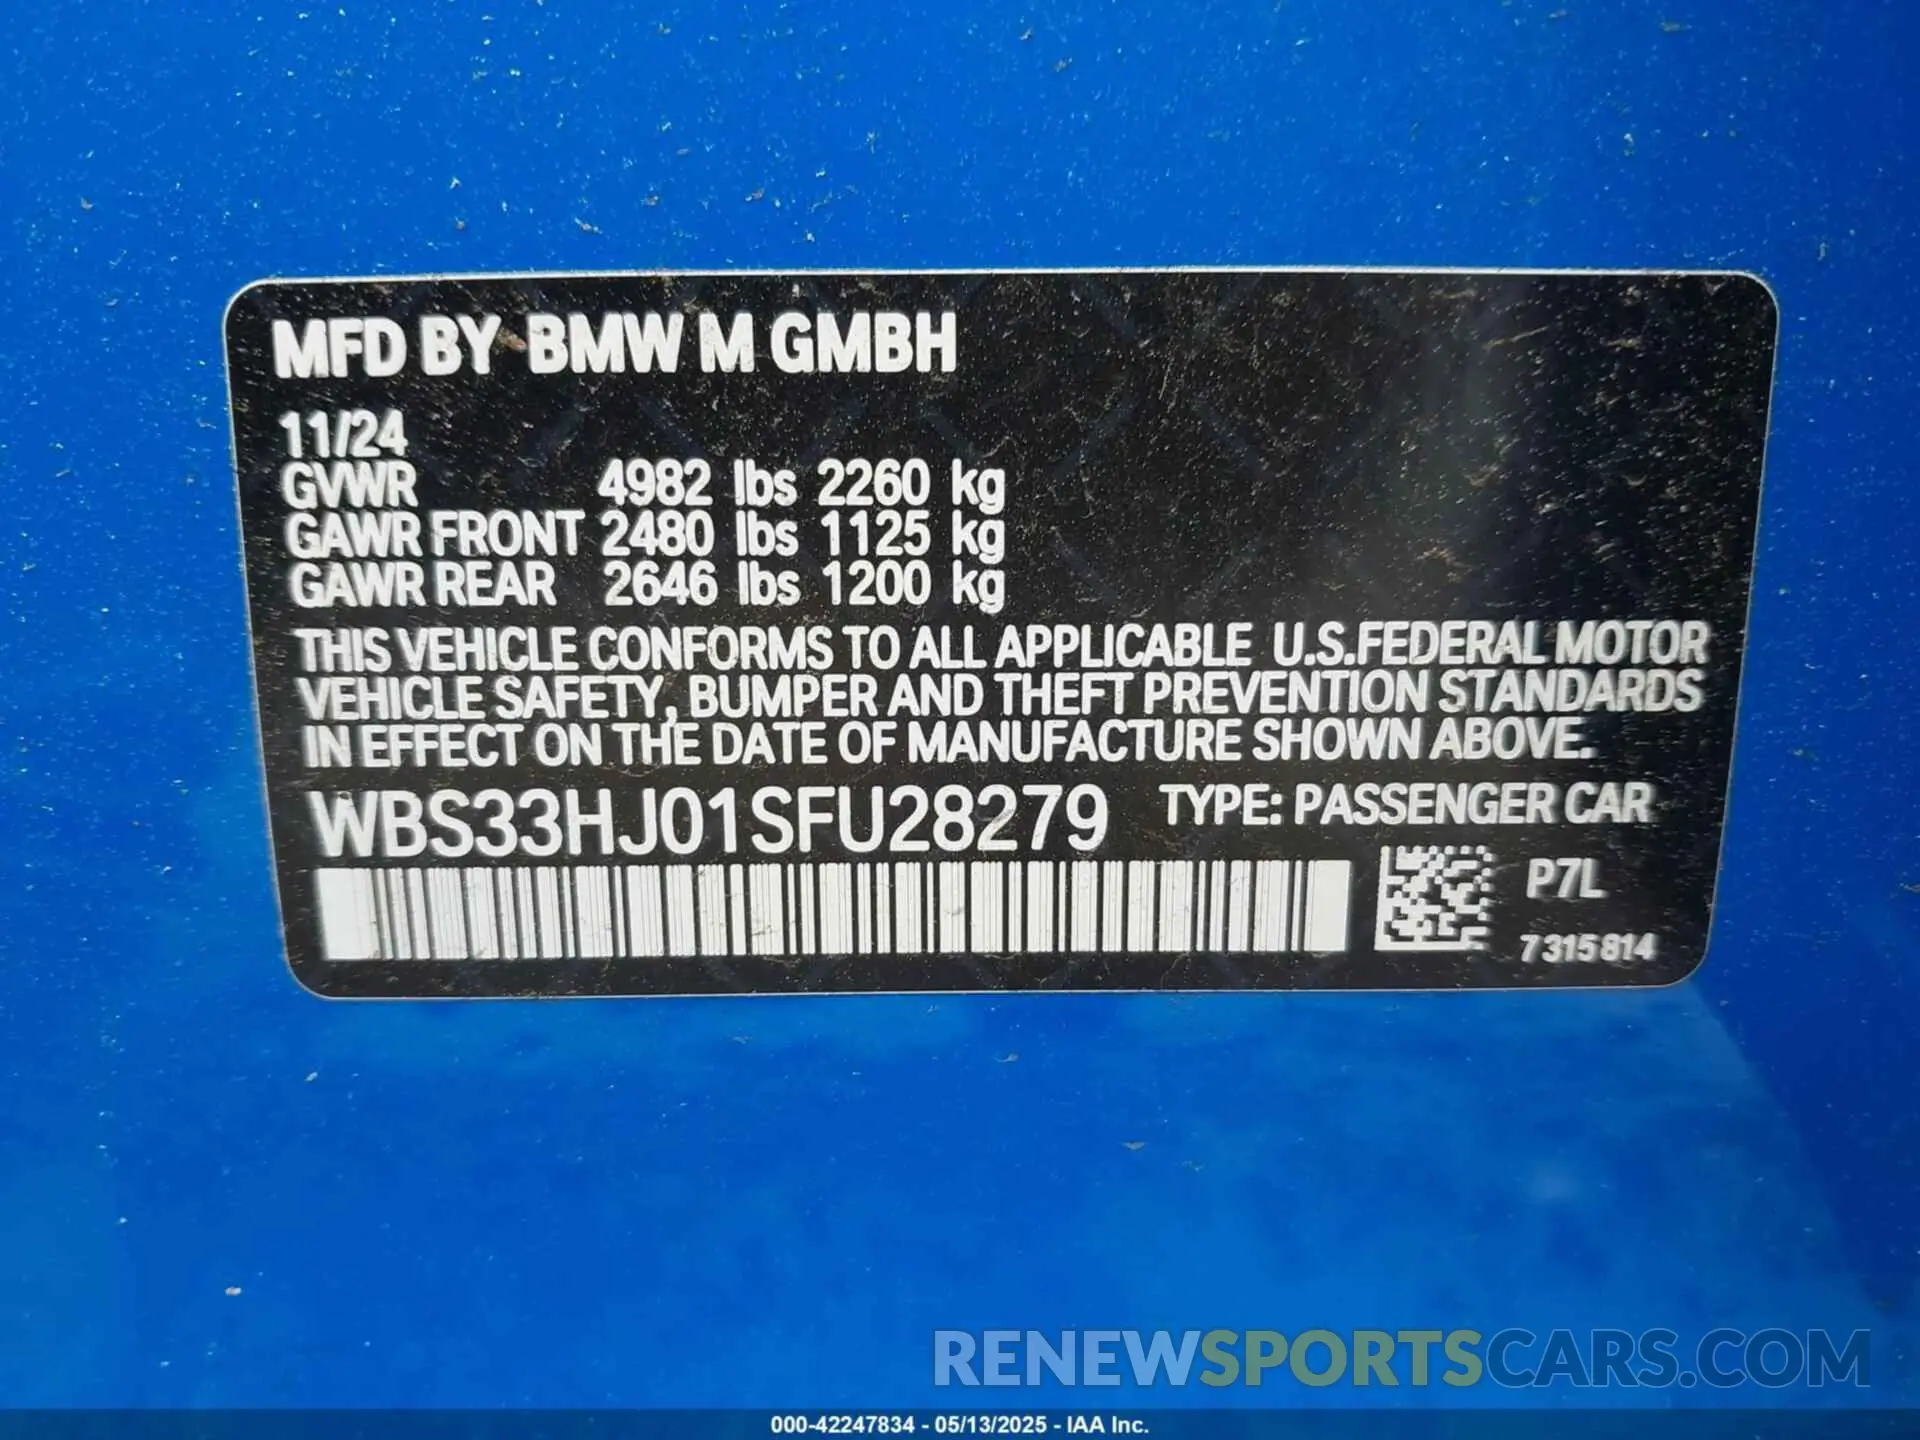 MFD BY BMW M GMBH
11/24
GVWR 4982 lbs 2260 kg
GAWR FRONT 2480 lbs 1125 kg
GAWR REAR 2646 lbs 1200 kg
THIS VEHICLE CONFORMS TO ALL APPLICABLE U.S.FEDERAL MOTOR
VEHICLE SAFETY, BUMPER AND THEFT PREVENTION STANDARDS
IN EFFECT ON THE DATE OF MANUFACTURE SHOWN ABOVE.
WBS33HJ01SFU28279 TYPE: PASSENGER CAR
P7L
7315814
RENEWSPORTSCARS.COM
000-42247834 - 05/13/2025 - IAA Inc.